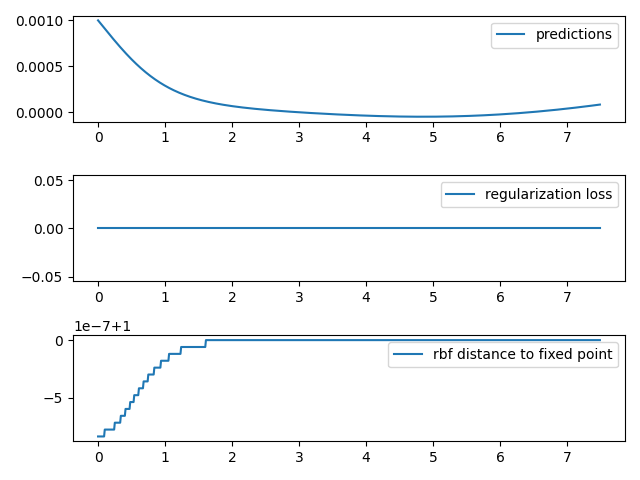 0.0010
0.0005
0.0000
predictions
0 1 2 3 4 5 6 7
0.05
0.00
−0.05
regularization loss
0 1 2 3 4 5 6 7
1e−7+1
0
−5
rbf distance to fixed point
0 1 2 3 4 5 6 7